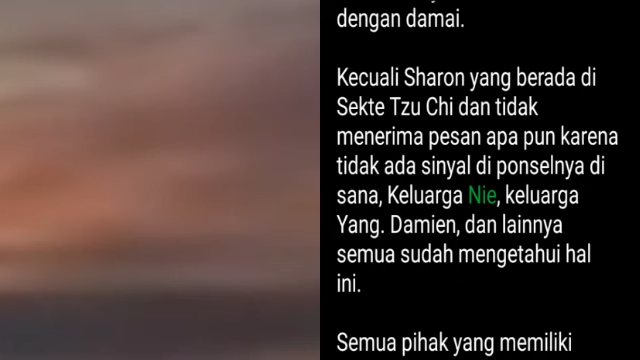 dengan damai.
Kecuali Sharon yang berada di
Sekte Tzu Chi dan tidak
menerima pesan apa pun karena
tidak ada sinyal di ponselnya di
sana, Keluarga Nie, keluarga
Yang. Damien, dan lainnya
semua sudah mengetahui hal
ini.
Semua pihak yang memiliki